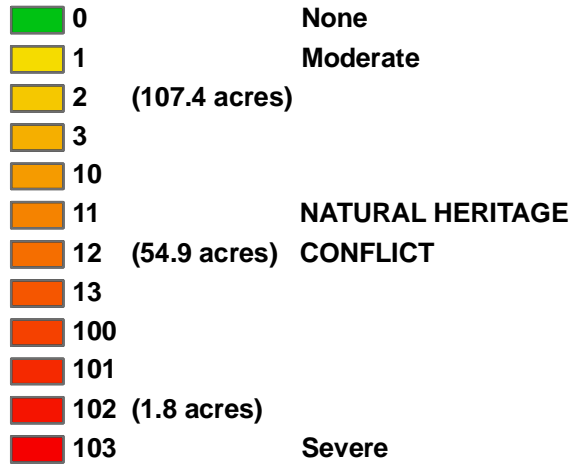 0 None
1 Moderate
2 (107.4 acres)
3
10
11 NATURAL HERITAGE
12 (54.9 acres) CONFLICT
13
100
101
102 (1.8 acres)
103 Severe